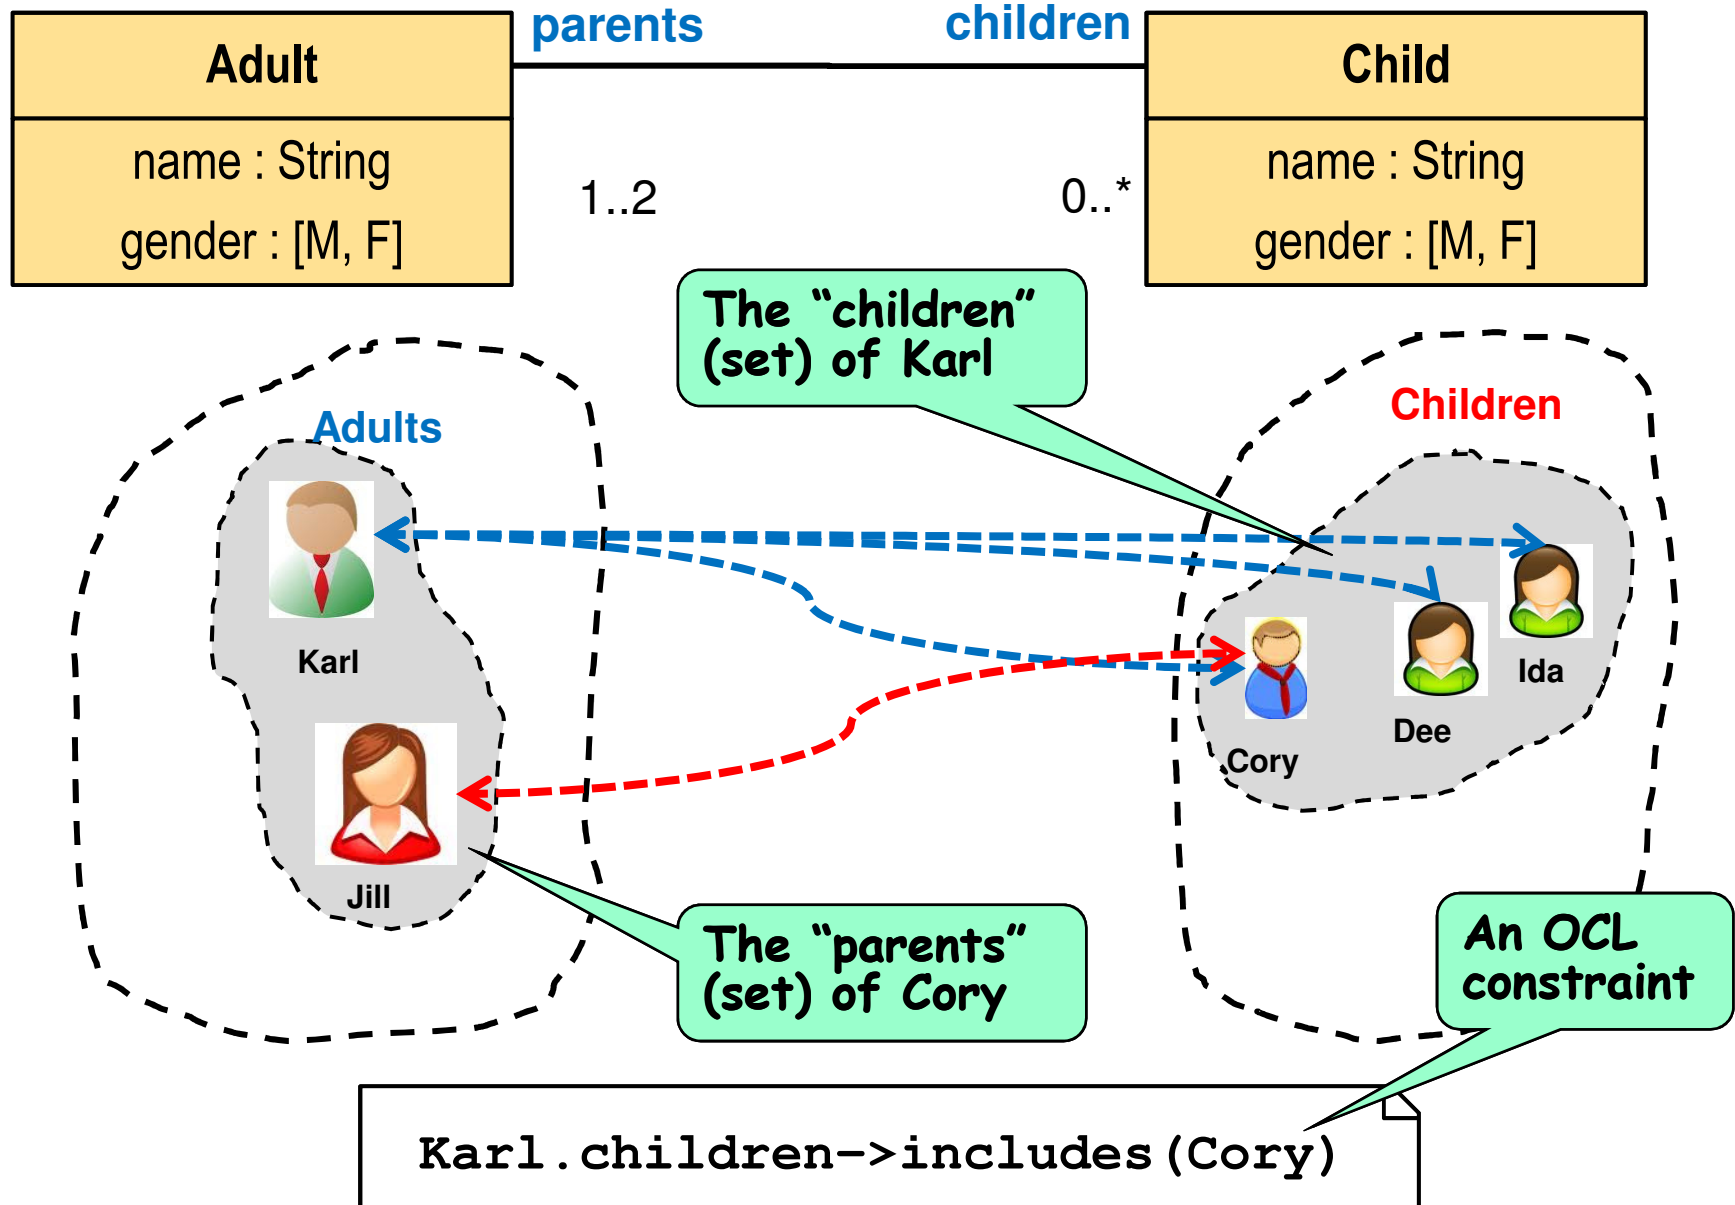 parents
children
Adult
name : String
gender : [M, F]
1..2
0..*
Child
name : String
gender : [M, F]
The “children”
(set) of Karl
Adults
Children
Karl
Jill
Cory
Dee
Ida
The “parents”
(set) of Cory
An OCL
constraint
Karl.children->includes(Cory)